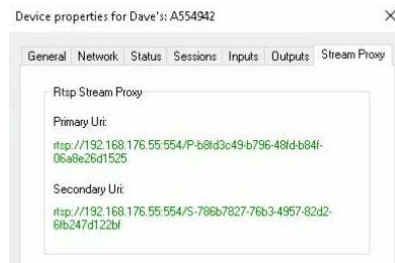 Device properties for Dave's: A554942
General Network Status Sessions Inputs Outputs Stream Proxy
Rtsp Stream Proxy
Primary Uri:
rtsp://192.168.176.55:554/P-b8fd3c49-b796-48fd-b84f-
06a8e26d1525
Secondary Uri:
rtsp://192.168.176.55:554/S-786b7827-76b3-4957-82d2-
6fb247d122bf